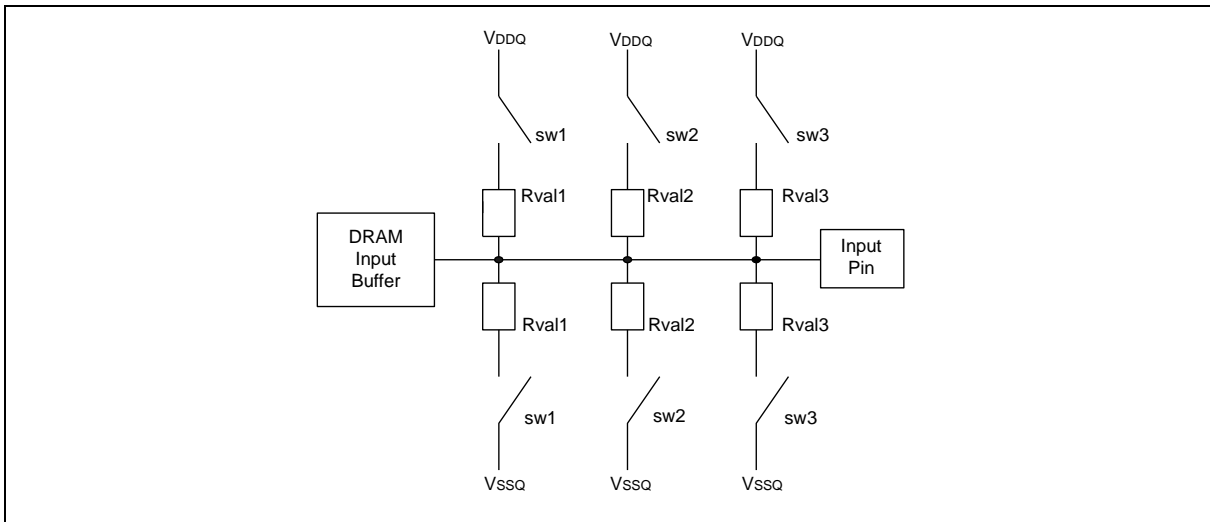 VDDQ VDDQ VDDQ
sw1 sw2 sw3
Rval1 Rval2 Rval3
DRAM
Input
Buffer
Input
Pin
Rval1 Rval2 Rval3
sw1 sw2 sw3
VSSQ VSSQ VSSQ